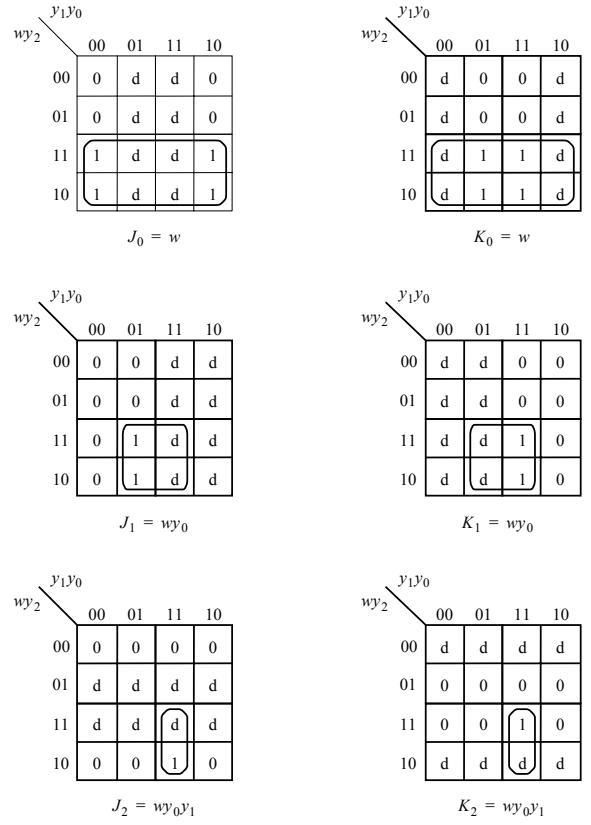 y₁y₀ y₁y₀
wy₂ wy₂
00 01 11 10 00 01 11 10
00 0 d d 0 00 d 0 0 d
01 0 d d 0 01 d 0 0 d
11 1 d d 1 11 d 1 1 d
10 1 d d 1 10 d 1 1 d
J₀ = w K₀ = w
y₁y₀ y₁y₀
wy₂ wy₂
00 01 11 10 00 01 11 10
00 0 0 d d 00 d d 0 0
01 0 0 d d 01 d d 0 0
11 0 1 d d 11 d d 1 0
10 0 1 d d 10 d d 1 0
J₁ = wy₀ K₁ = wy₀
y₁y₀ y₁y₀
wy₂ wy₂
00 01 11 10 00 01 11 10
00 0 0 0 0 00 d d d d
01 d d d d 01 0 0 0 0
11 d d d d 11 0 0 1 0
10 0 0 1 0 10 d d d d
J₂ = wy₀y₁ K₂ = wy₀y₁